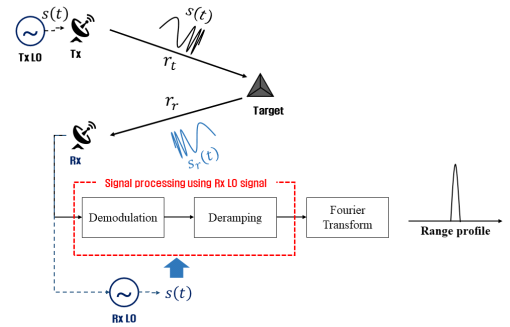 s(t)
s(t)
Tx LO
Tx
r_t
r_r
Target
s_r(t)
Rx
Signal processing using Rx LO signal
Demodulation
Deramping
Fourier
Transform
Range profile
s(t)
Rx LO